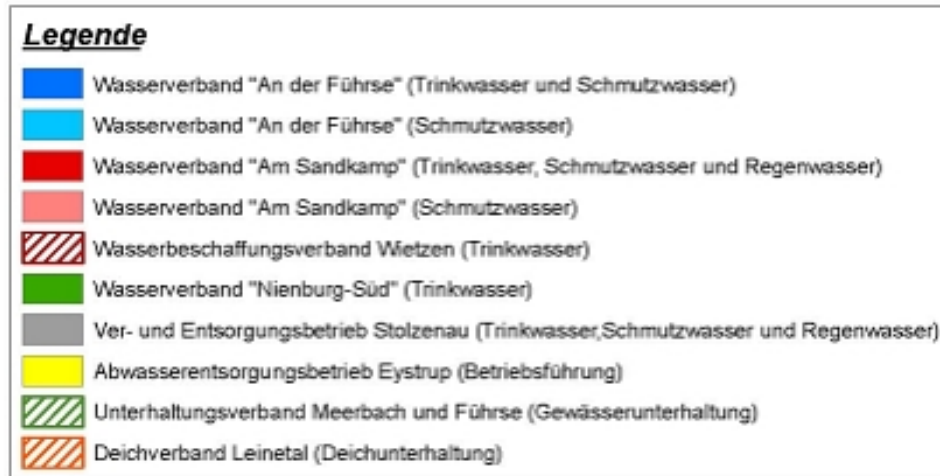 Legende
Wasserverband "An der Führse" (Trinkwasser und Schmutzwasser)
Wasserverband "An der Führse" (Schmutzwasser)
Wasserverband "Am Sandkamp" (Trinkwasser, Schmutzwasser und Regenwasser)
Wasserverband "Am Sandkamp" (Schmutzwasser)
Wasserbeschaffungsverband Wietzen (Trinkwasser)
Wasserverband "Nienburg-Süd" (Trinkwasser)
Ver- und Entsorgungsbetrieb Stolzenau (Trinkwasser,Schmutzwasser und Regenwasser)
Abwasserentsorgungsbetrieb Eystrup (Betriebsführung)
Unterhaltungsverband Meerbach und Führse (Gewässerunterhaltung)
Deichverband Leinetal (Deichunterhaltung)